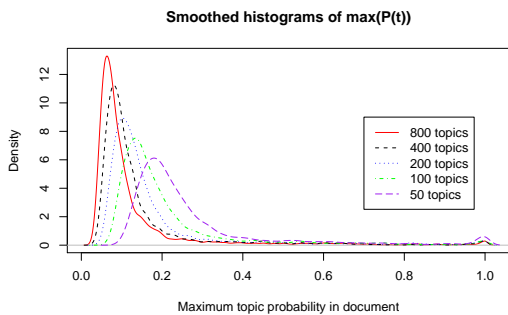 Smoothed histograms of max(P(t))
Density
12
10
8
6
4
2
0
800 topics
400 topics
200 topics
100 topics
50 topics
0.0 0.2 0.4 0.6 0.8 1.0
Maximum topic probability in document